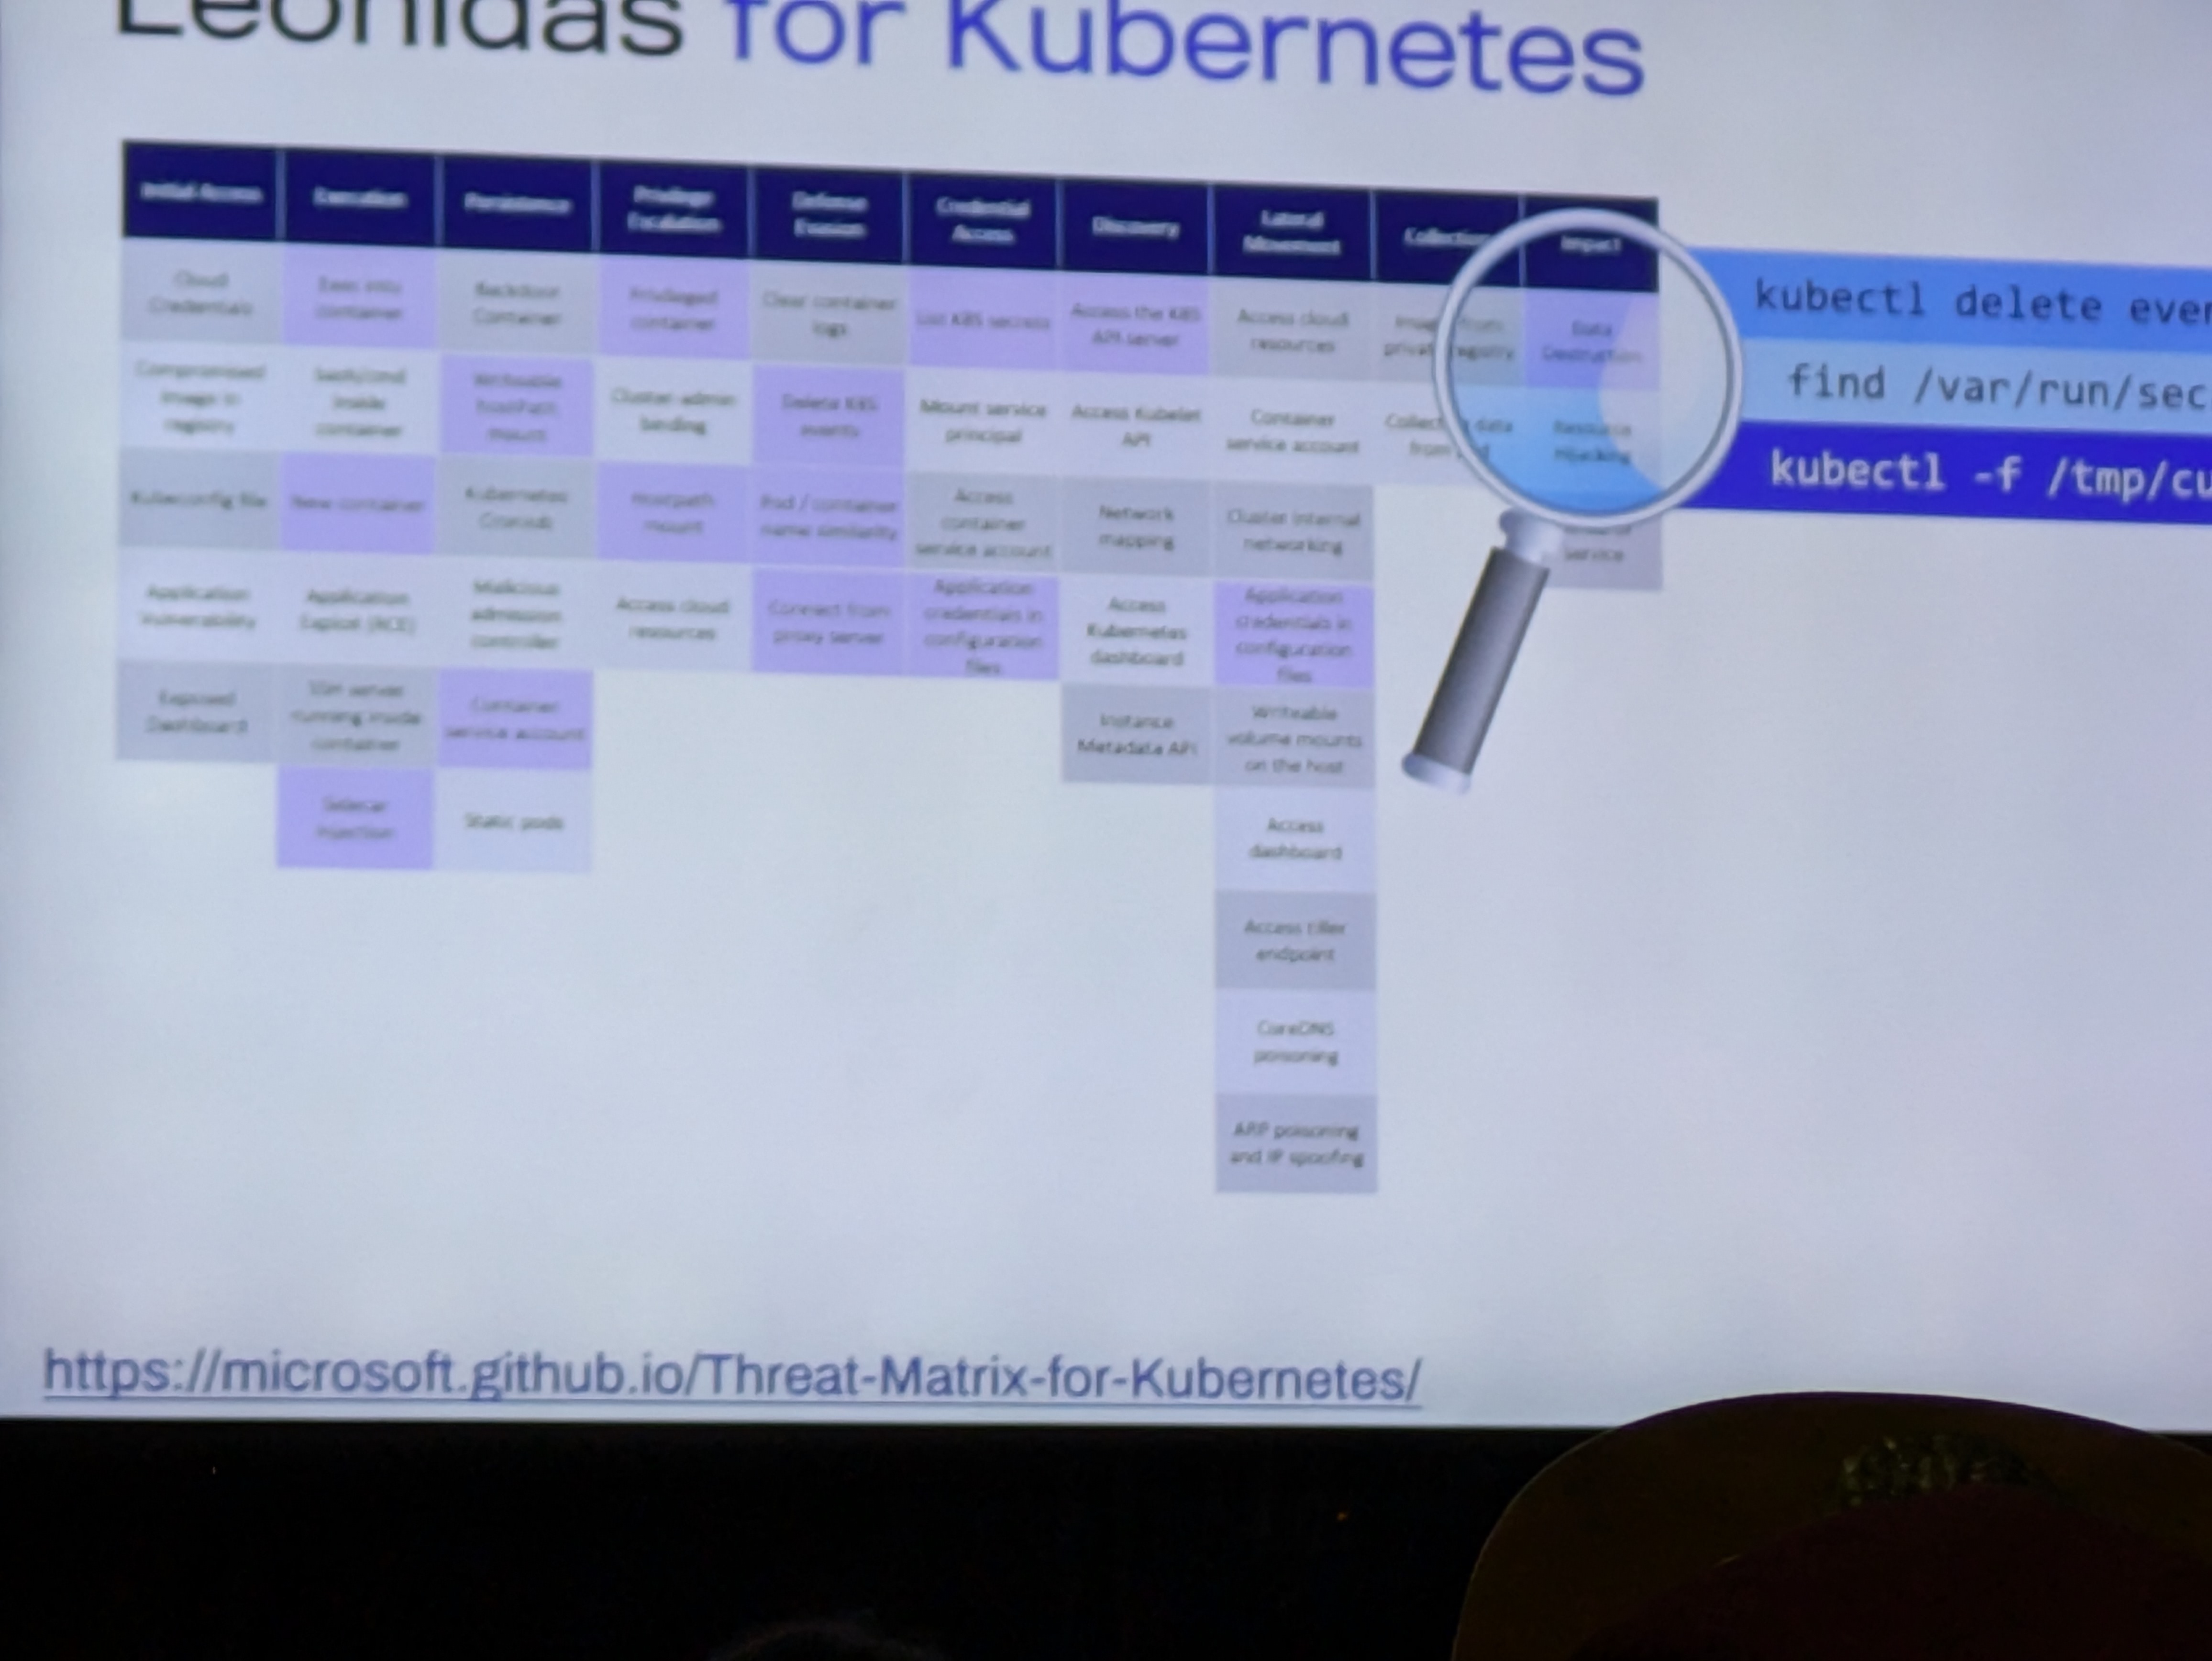 Leonidas for Kubernetes
Initial Access
Execution
Persistence
Privilege
Escalation
Defense
Evasion
Credential
Access
Discovery
Lateral
Movement
Collection
Impact
Cloud
Credentials
Exec into
container
Backdoor
Container
Privileged
container
Clear container
logs
List K8S secrets
Access the K8S
API server
Access cloud
resources
Images from
private registry
Data
Destruction
Compromised
image in
registry
bash/cmd
inside
container
Writeable
hostPath
mount
Cluster-admin
binding
Delete K8S
events
Mount service
principal
Access Kubelet
API
Container
service account
Collecting data
from pod
Resource
Hijacking
Kubeconfig file
New container
Kubernetes
CronJob
Hostpath
mount
Pod / container
name similarity
Access
container
service account
Network
mapping
Cluster internal
networking
service
Application
Vulnerability
Application
Exploit (RCE)
Malicious
admission
controller
Access cloud
resources
Connect from
proxy server
Application
credentials in
configuration
files
Access
Kubernetes
dashboard
Application
credentials in
configuration
files
Exposed
Dashboard
SSH server
running inside
container
Container
service account
Instance
Metadata API
Writeable
volume mounts
on the host
Sidecar
injection
Static pods
Access
dashboard
Access tiller
endpoint
CoreDNS
poisoning
ARP poisoning
and IP spoofing
kubectl delete even
find /var/run/sec
kubectl -f /tmp/cu
https://microsoft.github.io/Threat-Matrix-for-Kubernetes/